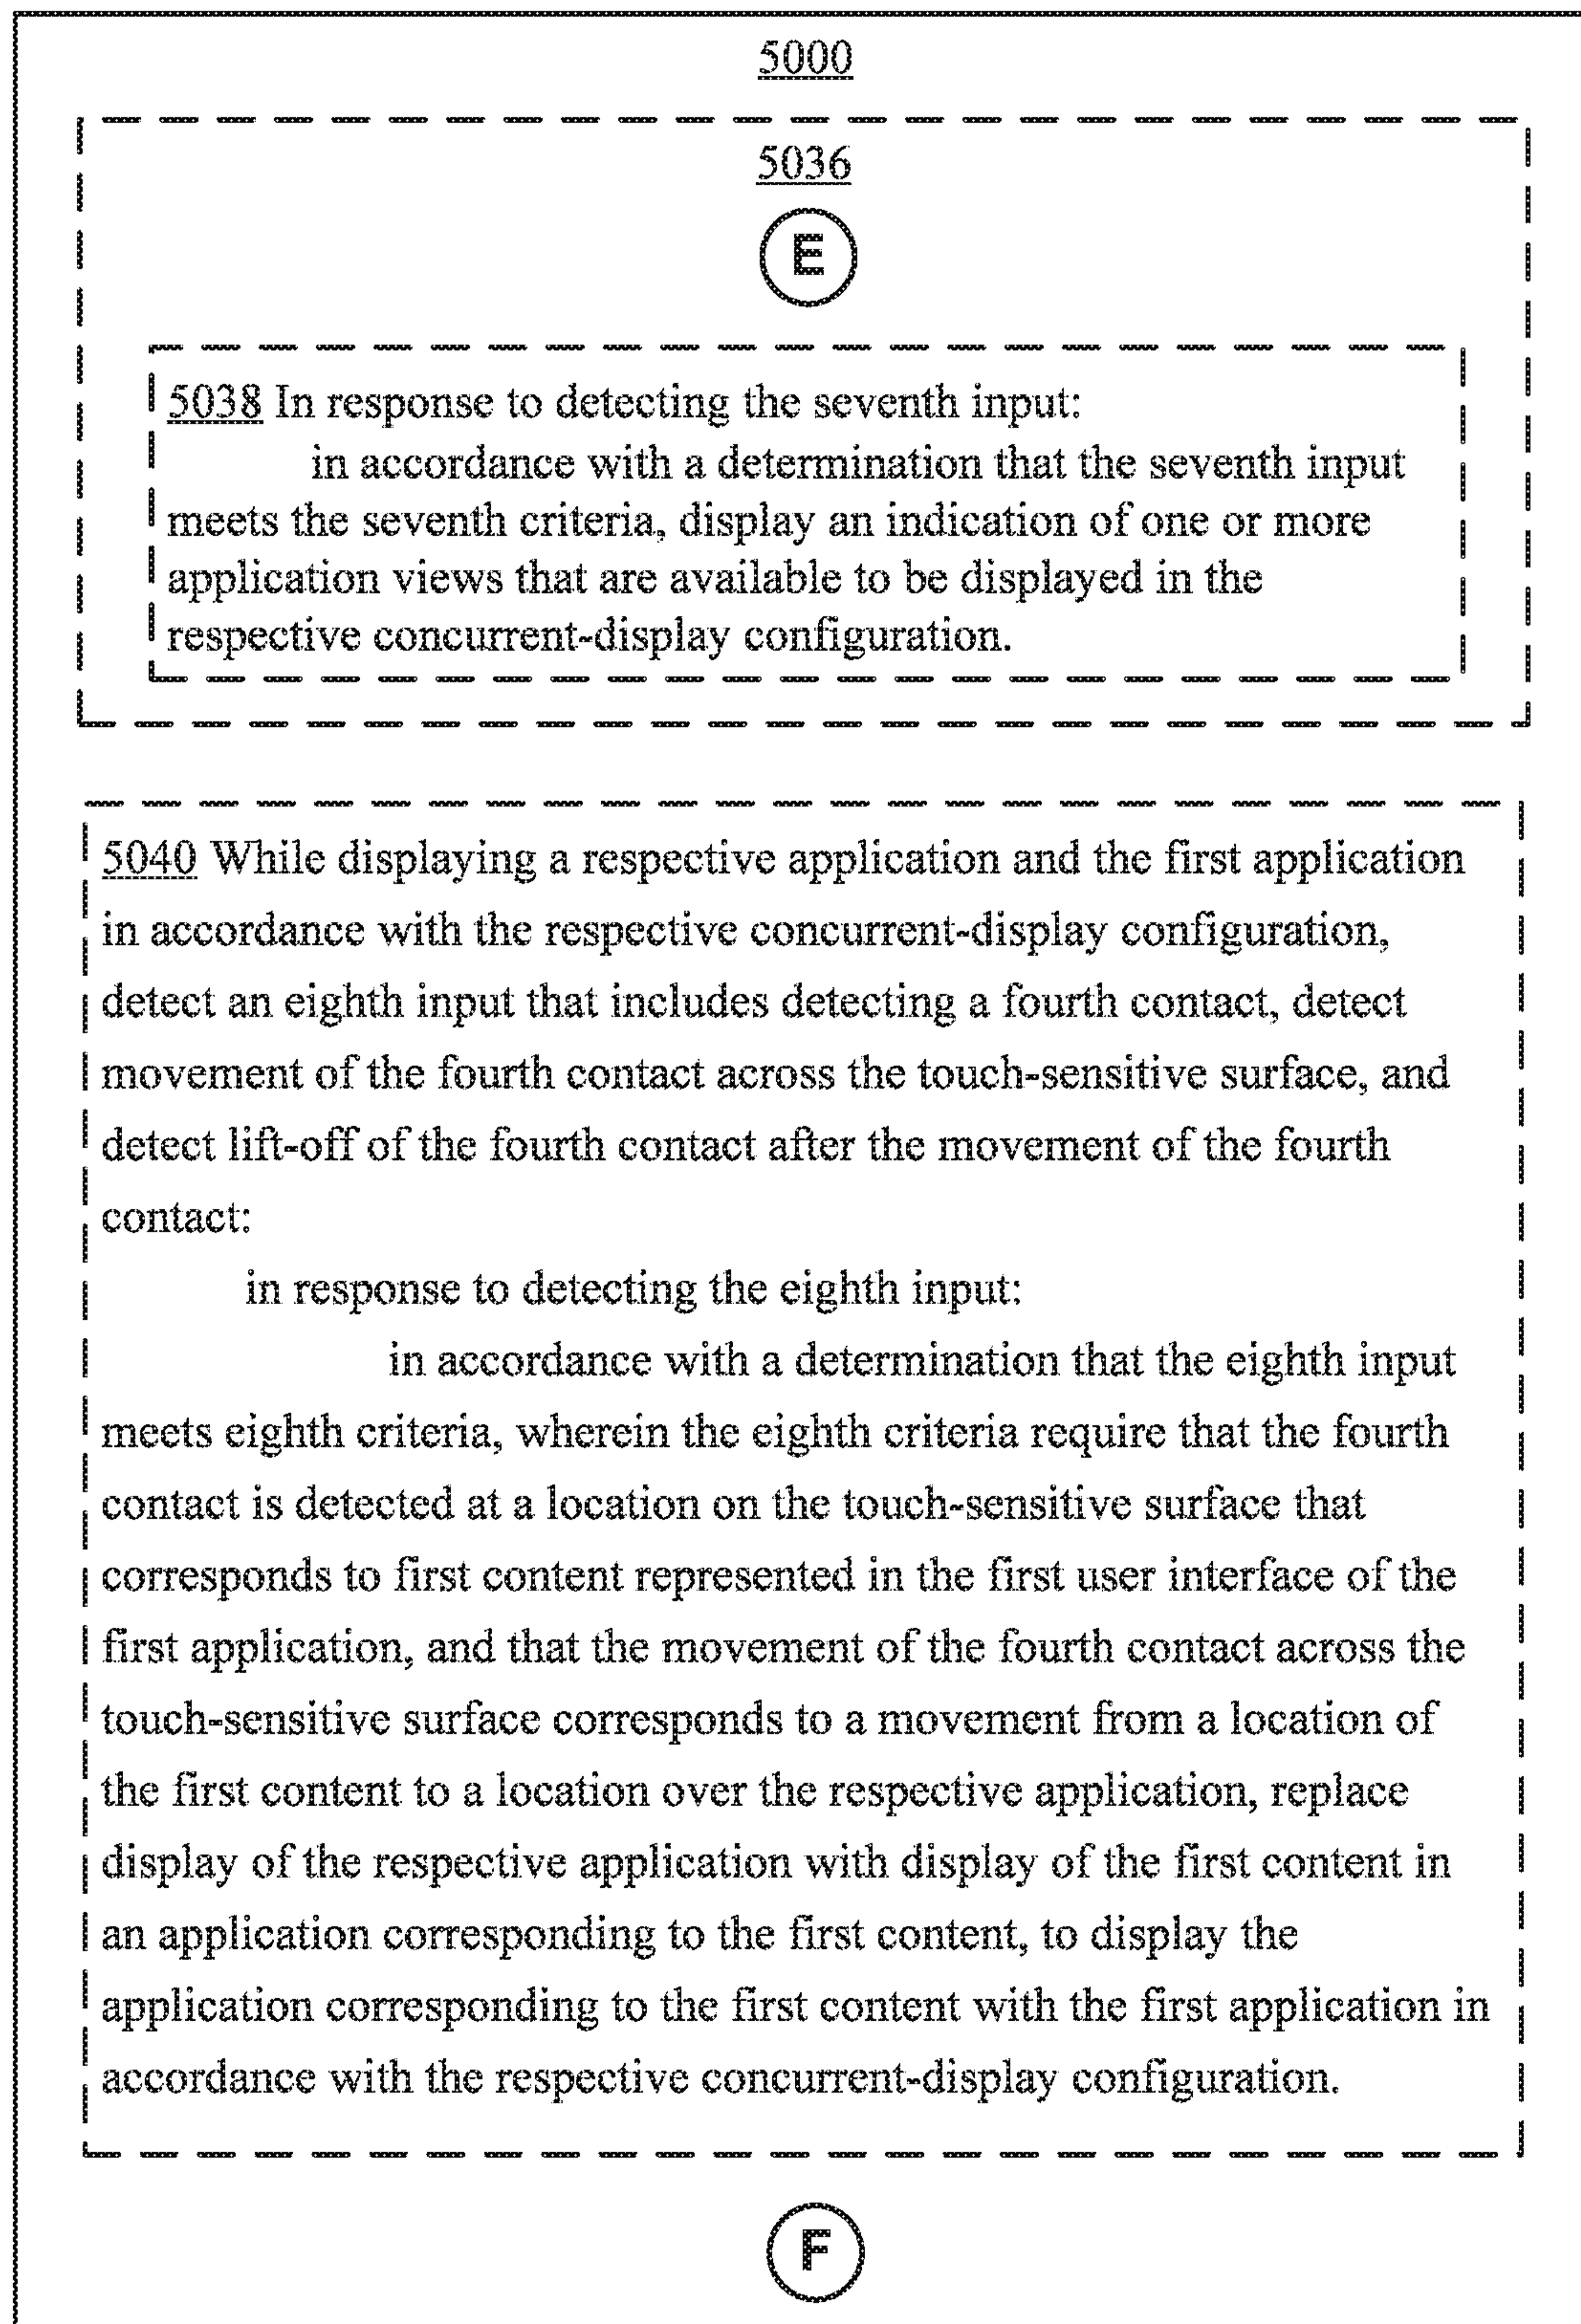 5000
5036
E
5038 In response to detecting the seventh input:
in accordance with a determination that the seventh input
meets the seventh criteria, display an indication of one or more
application views that are available to be displayed in the
respective concurrent-display configuration.
5040 While displaying a respective application and the first application
in accordance with the respective concurrent-display configuration,
detect an eighth input that includes detecting a fourth contact, detect
movement of the fourth contact across the touch-sensitive surface, and
detect lift-off of the fourth contact after the movement of the fourth
contact:
in response to detecting the eighth input:
in accordance with a determination that the eighth input
meets eighth criteria, wherein the eighth criteria require that the fourth
contact is detected at a location on the touch-sensitive surface that
corresponds to first content represented in the first user interface of the
first application, and that the movement of the fourth contact across the
touch-sensitive surface corresponds to a movement from a location of
the first content to a location over the respective application, replace
display of the respective application with display of the first content in
an application corresponding to the first content, to display the
application corresponding to the first content with the first application in
accordance with the respective concurrent-display configuration.
F